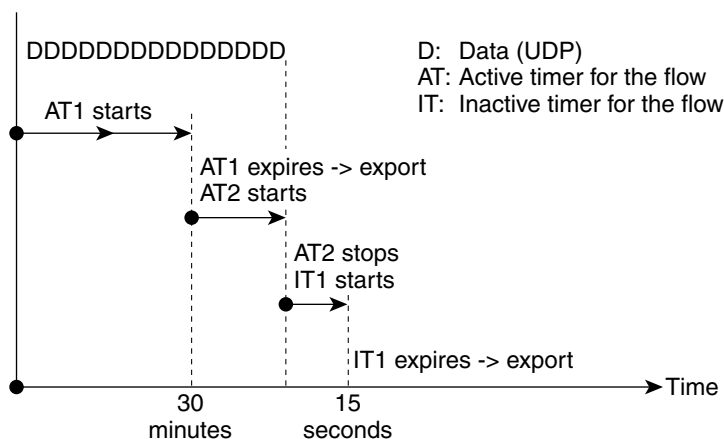 DDDDDDDDDDDDDDD
D: Data (UDP)
AT: Active timer for the flow
IT: Inactive timer for the flow
AT1 starts
AT1 expires -> export
AT2 starts
AT2 stops
IT1 starts
IT1 expires -> export
Time
30
minutes
15
seconds